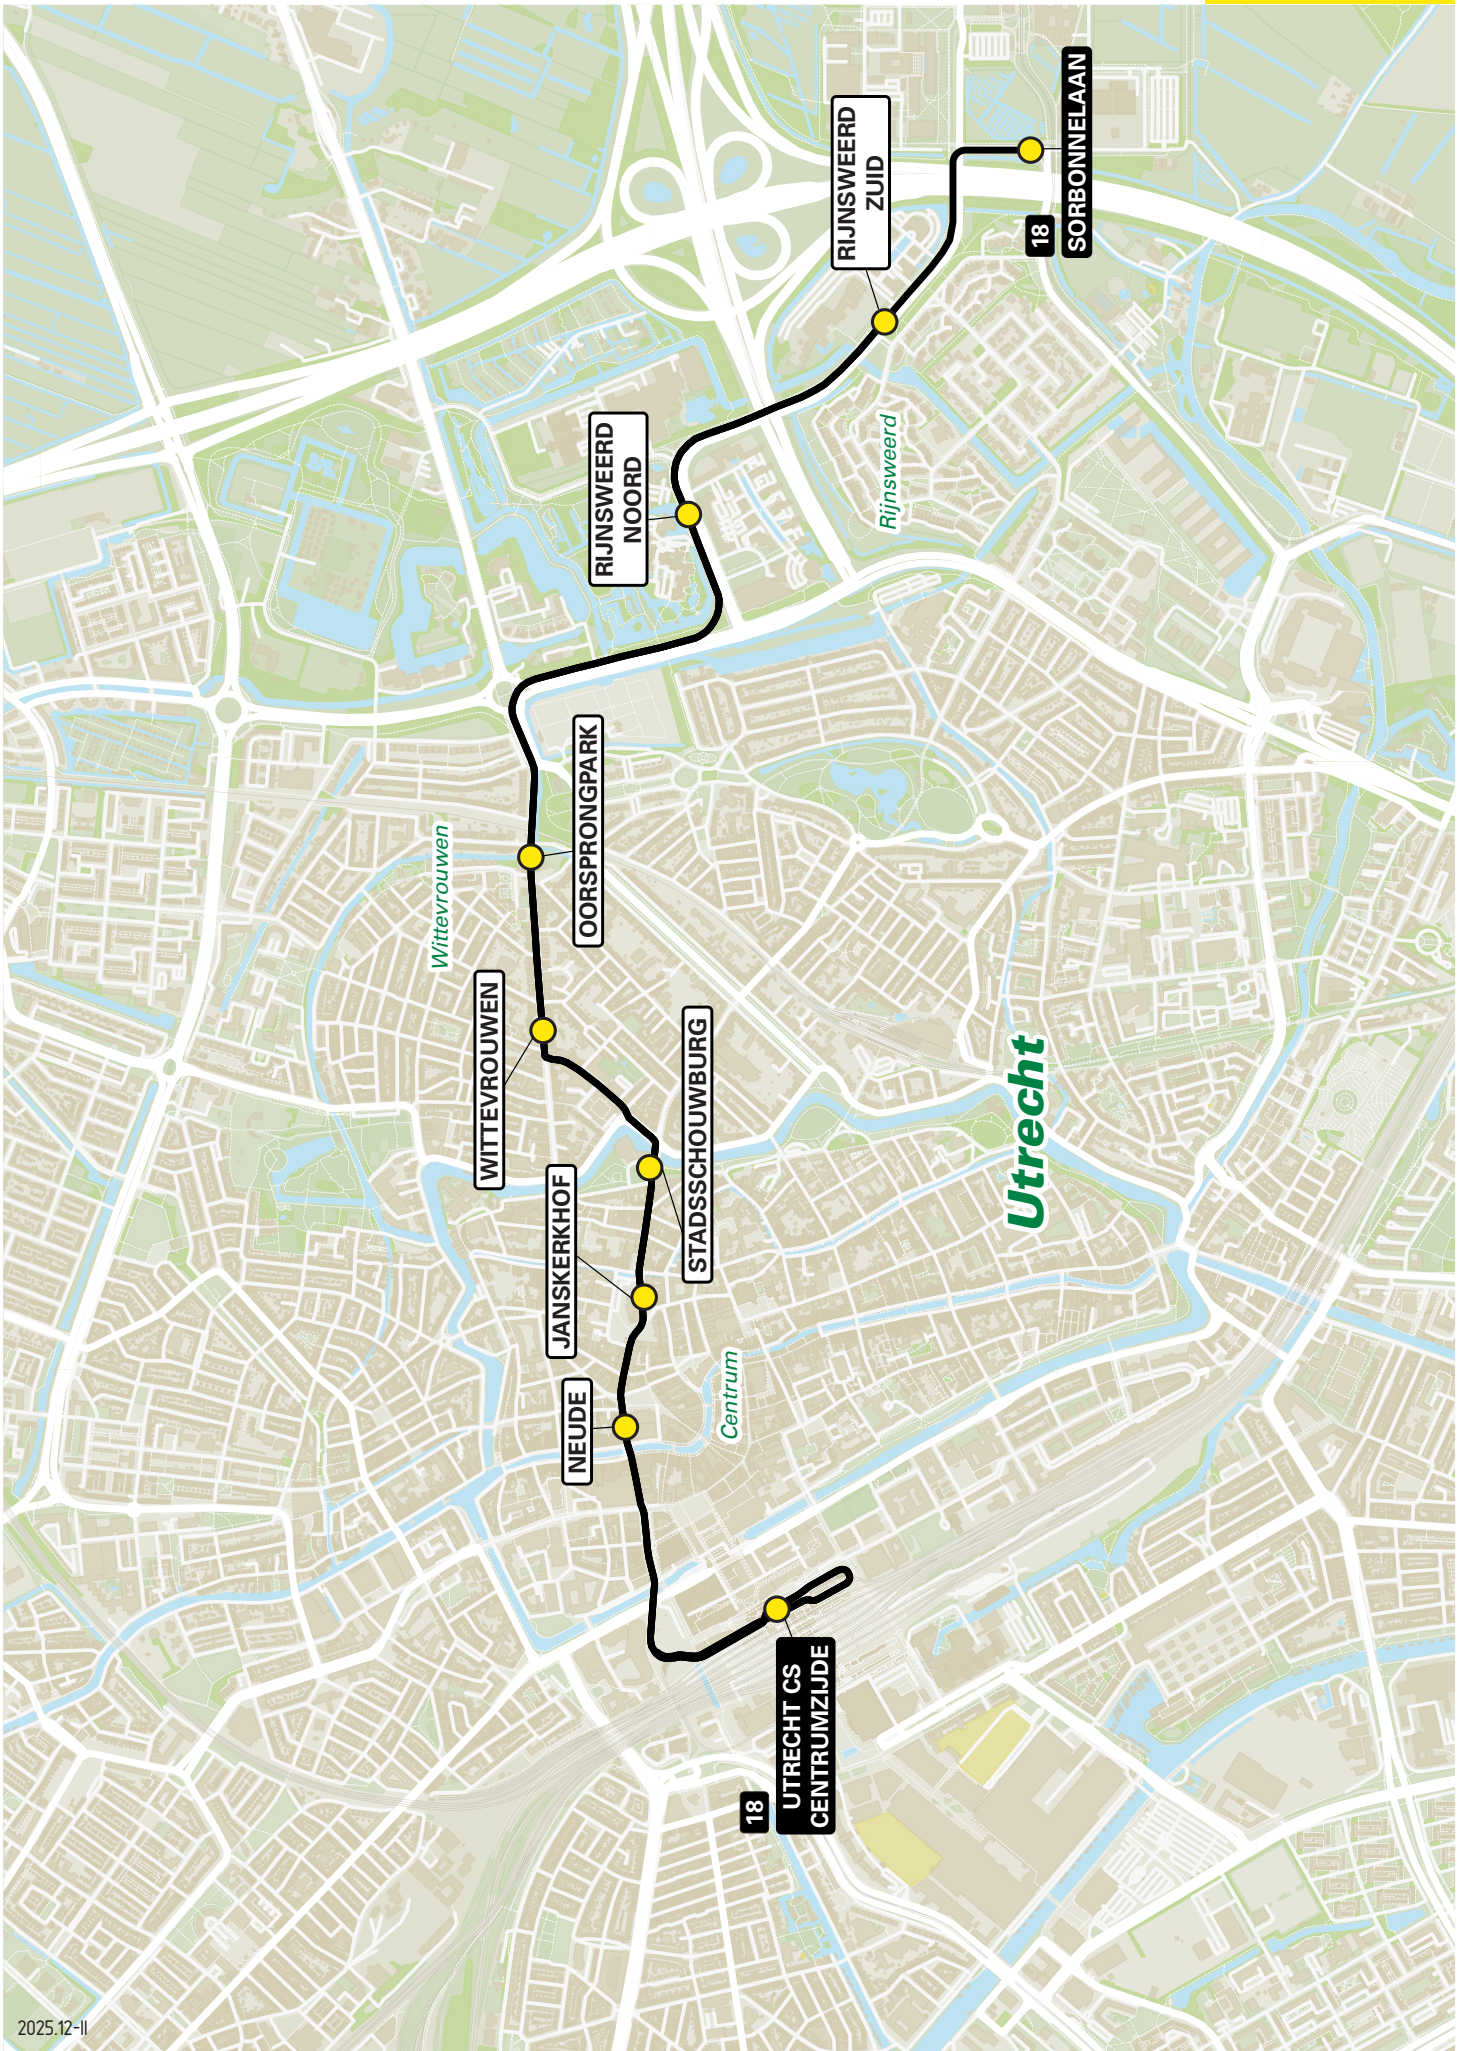 18
UTRECHT CS
CENTRUMZIJDE
NEUDE
JANSKERKHOF
STADSSCHOUWBURG
WITTEVROUWEN
OORSPRONGPARK
RIJNSWEERD
NOORD
RIJNSWEERD
ZUID
18
SORBONNELAAN
Wittevrouwen
Centrum
Rijnsweerd
Utrecht
2025.12-II